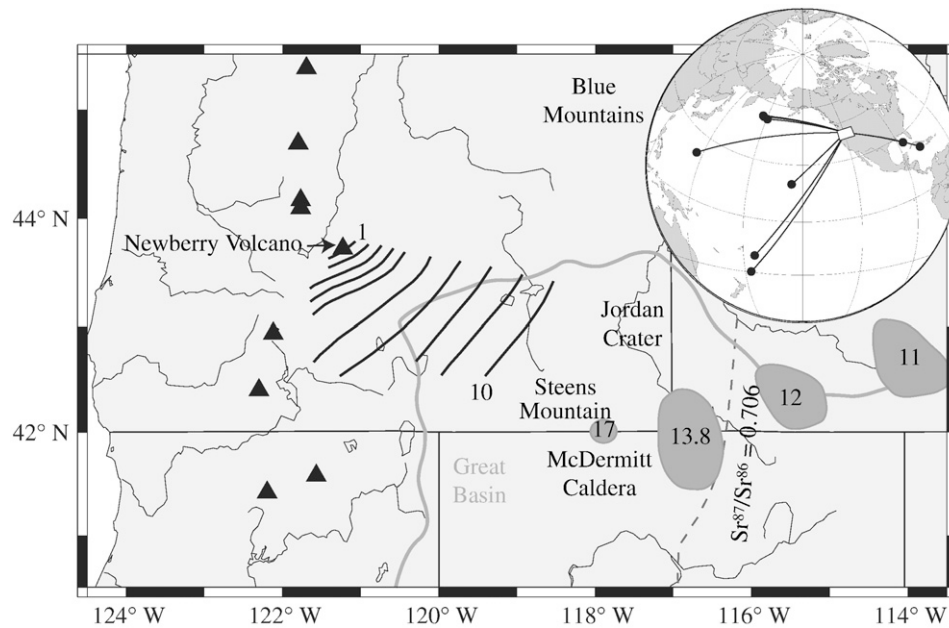 Blue
Mountains
44° N
1
Newberry Volcano
Jordan
Crater
11
12
10
Steens
Mountain
17
13.8
42° N
McDermitt
Caldera
Great
Basin
Sr⁸⁷/Sr⁸⁶ = 0.706
124° W
122° W
120° W
118° W
116° W
114° W